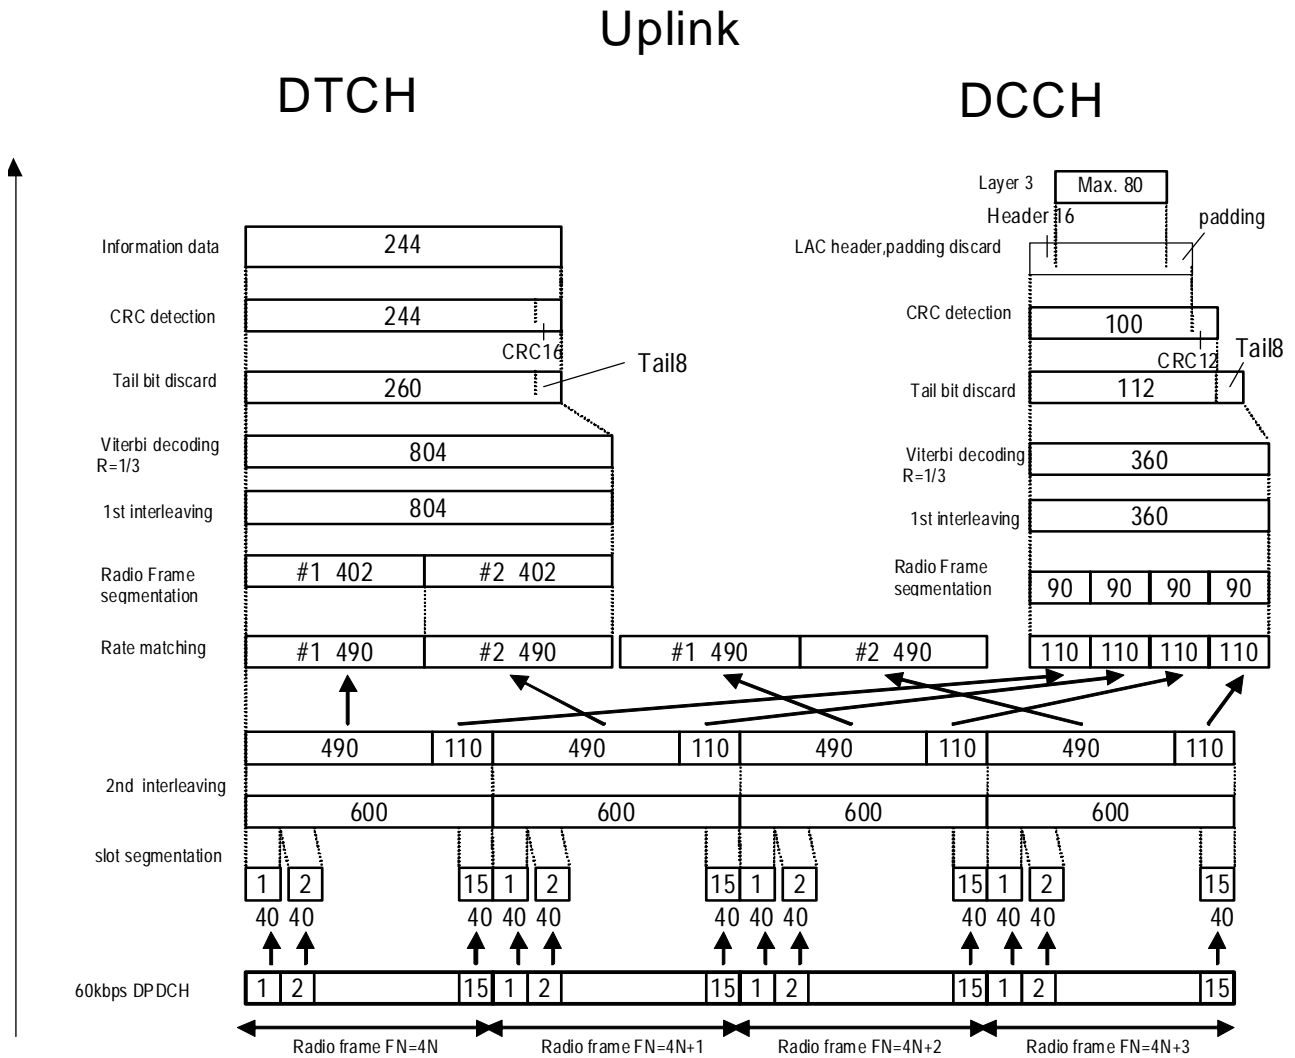 Uplink
DTCH
DCCH
Layer 3
Max. 80
Header 16
padding
Information data
244
LAC header,padding discard
CRC detection
244
CRC16
CRC detection
100
CRC12
Tail8
Tail8
Tail bit discard
260
Tail bit discard
112
Viterbi decoding
R=1/3
804
Viterbi decoding
R=1/3
360
1st interleaving
804
1st interleaving
360
Radio Frame
segmentation
#1 402
#2 402
Radio Frame
segmentation
90 90 90 90
Rate matching
#1 490
#2 490
#1 490
#2 490
110 110 110 110
490 110 490 110 490 110 490 110
2nd interleaving
600 600 600 600
slot segmentation
1 2 15 1 2 15 1 2 15 1 2 15
40 40 40 40 40 40 40 40 40 40 40 40
60kbps DPDCH
1 2 15 1 2 15 1 2 15 1 2 15
Radio frame FN=4N
Radio frame FN=4N+1
Radio frame FN=4N+2
Radio frame FN=4N+3